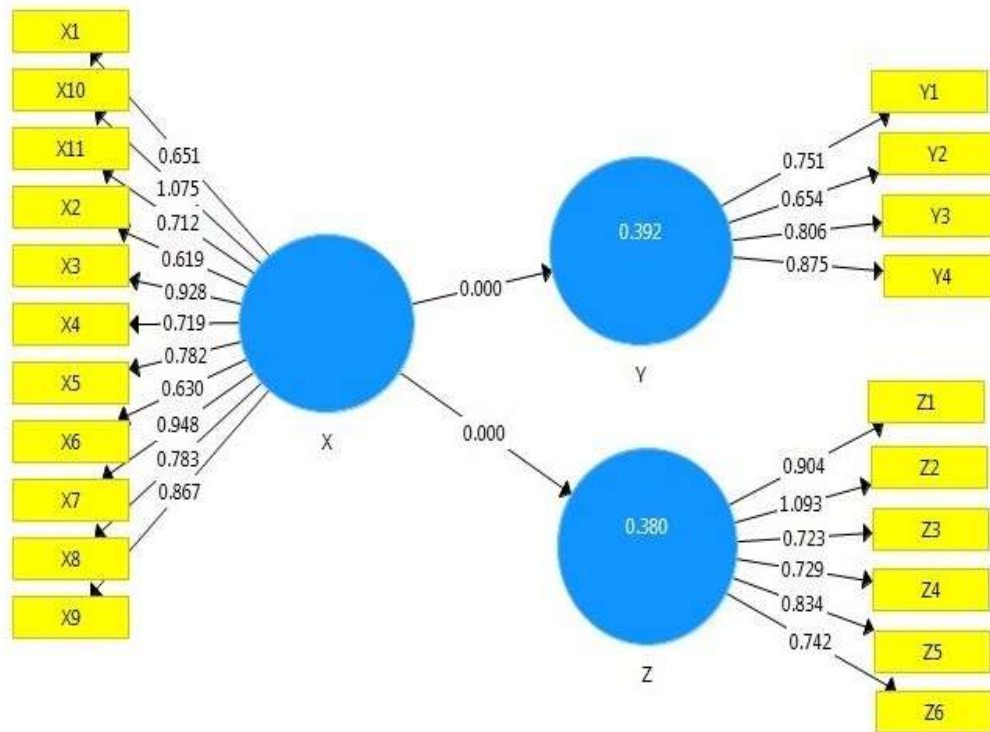 X1
X10
X11
X2
X3
X4
X5
X6
X7
X8
X9
0.651
1.075
0.712
0.619
0.928
0.719
0.782
0.630
0.948
0.783
0.867
X
0.000
0.000
0.392
Y
0.380
Z
0.751
0.654
0.806
0.875
Y1
Y2
Y3
Y4
0.904
1.093
0.723
0.729
0.834
0.742
Z1
Z2
Z3
Z4
Z5
Z6